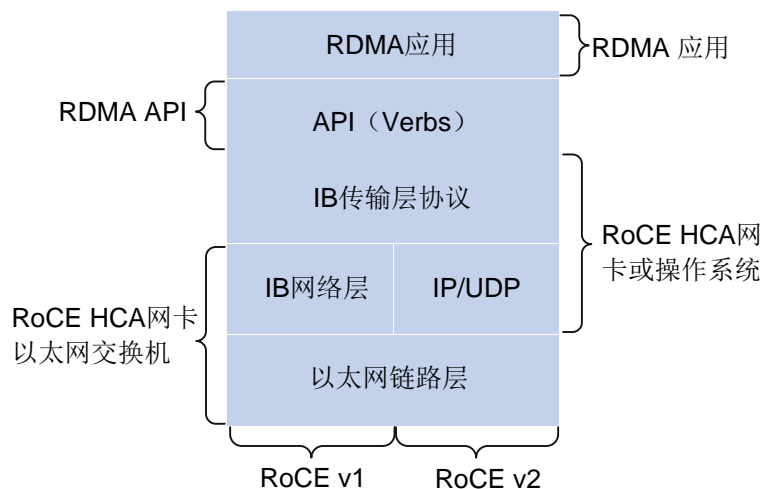 RDMA应用
RDMA 应用
RDMA API
API（Verbs）
IB传输层协议
RoCE HCA网
卡或操作系统
IB网络层
IP/UDP
RoCE HCA网卡
以太网交换机
以太网链路层
RoCE v1
RoCE v2